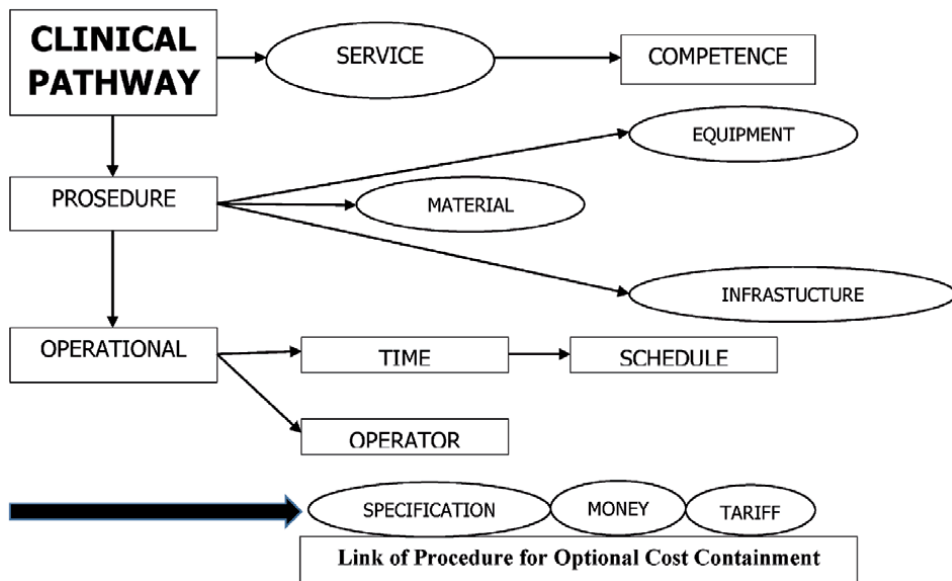 CLINICAL
PATHWAY
SERVICE
COMPETENCE
EQUIPMENT
PROSEDURE
MATERIAL
INFRASTUCTURE
OPERATIONAL
TIME
SCHEDULE
OPERATOR
SPECIFICATION
MONEY
TARIFF
Link of Procedure for Optional Cost Containment